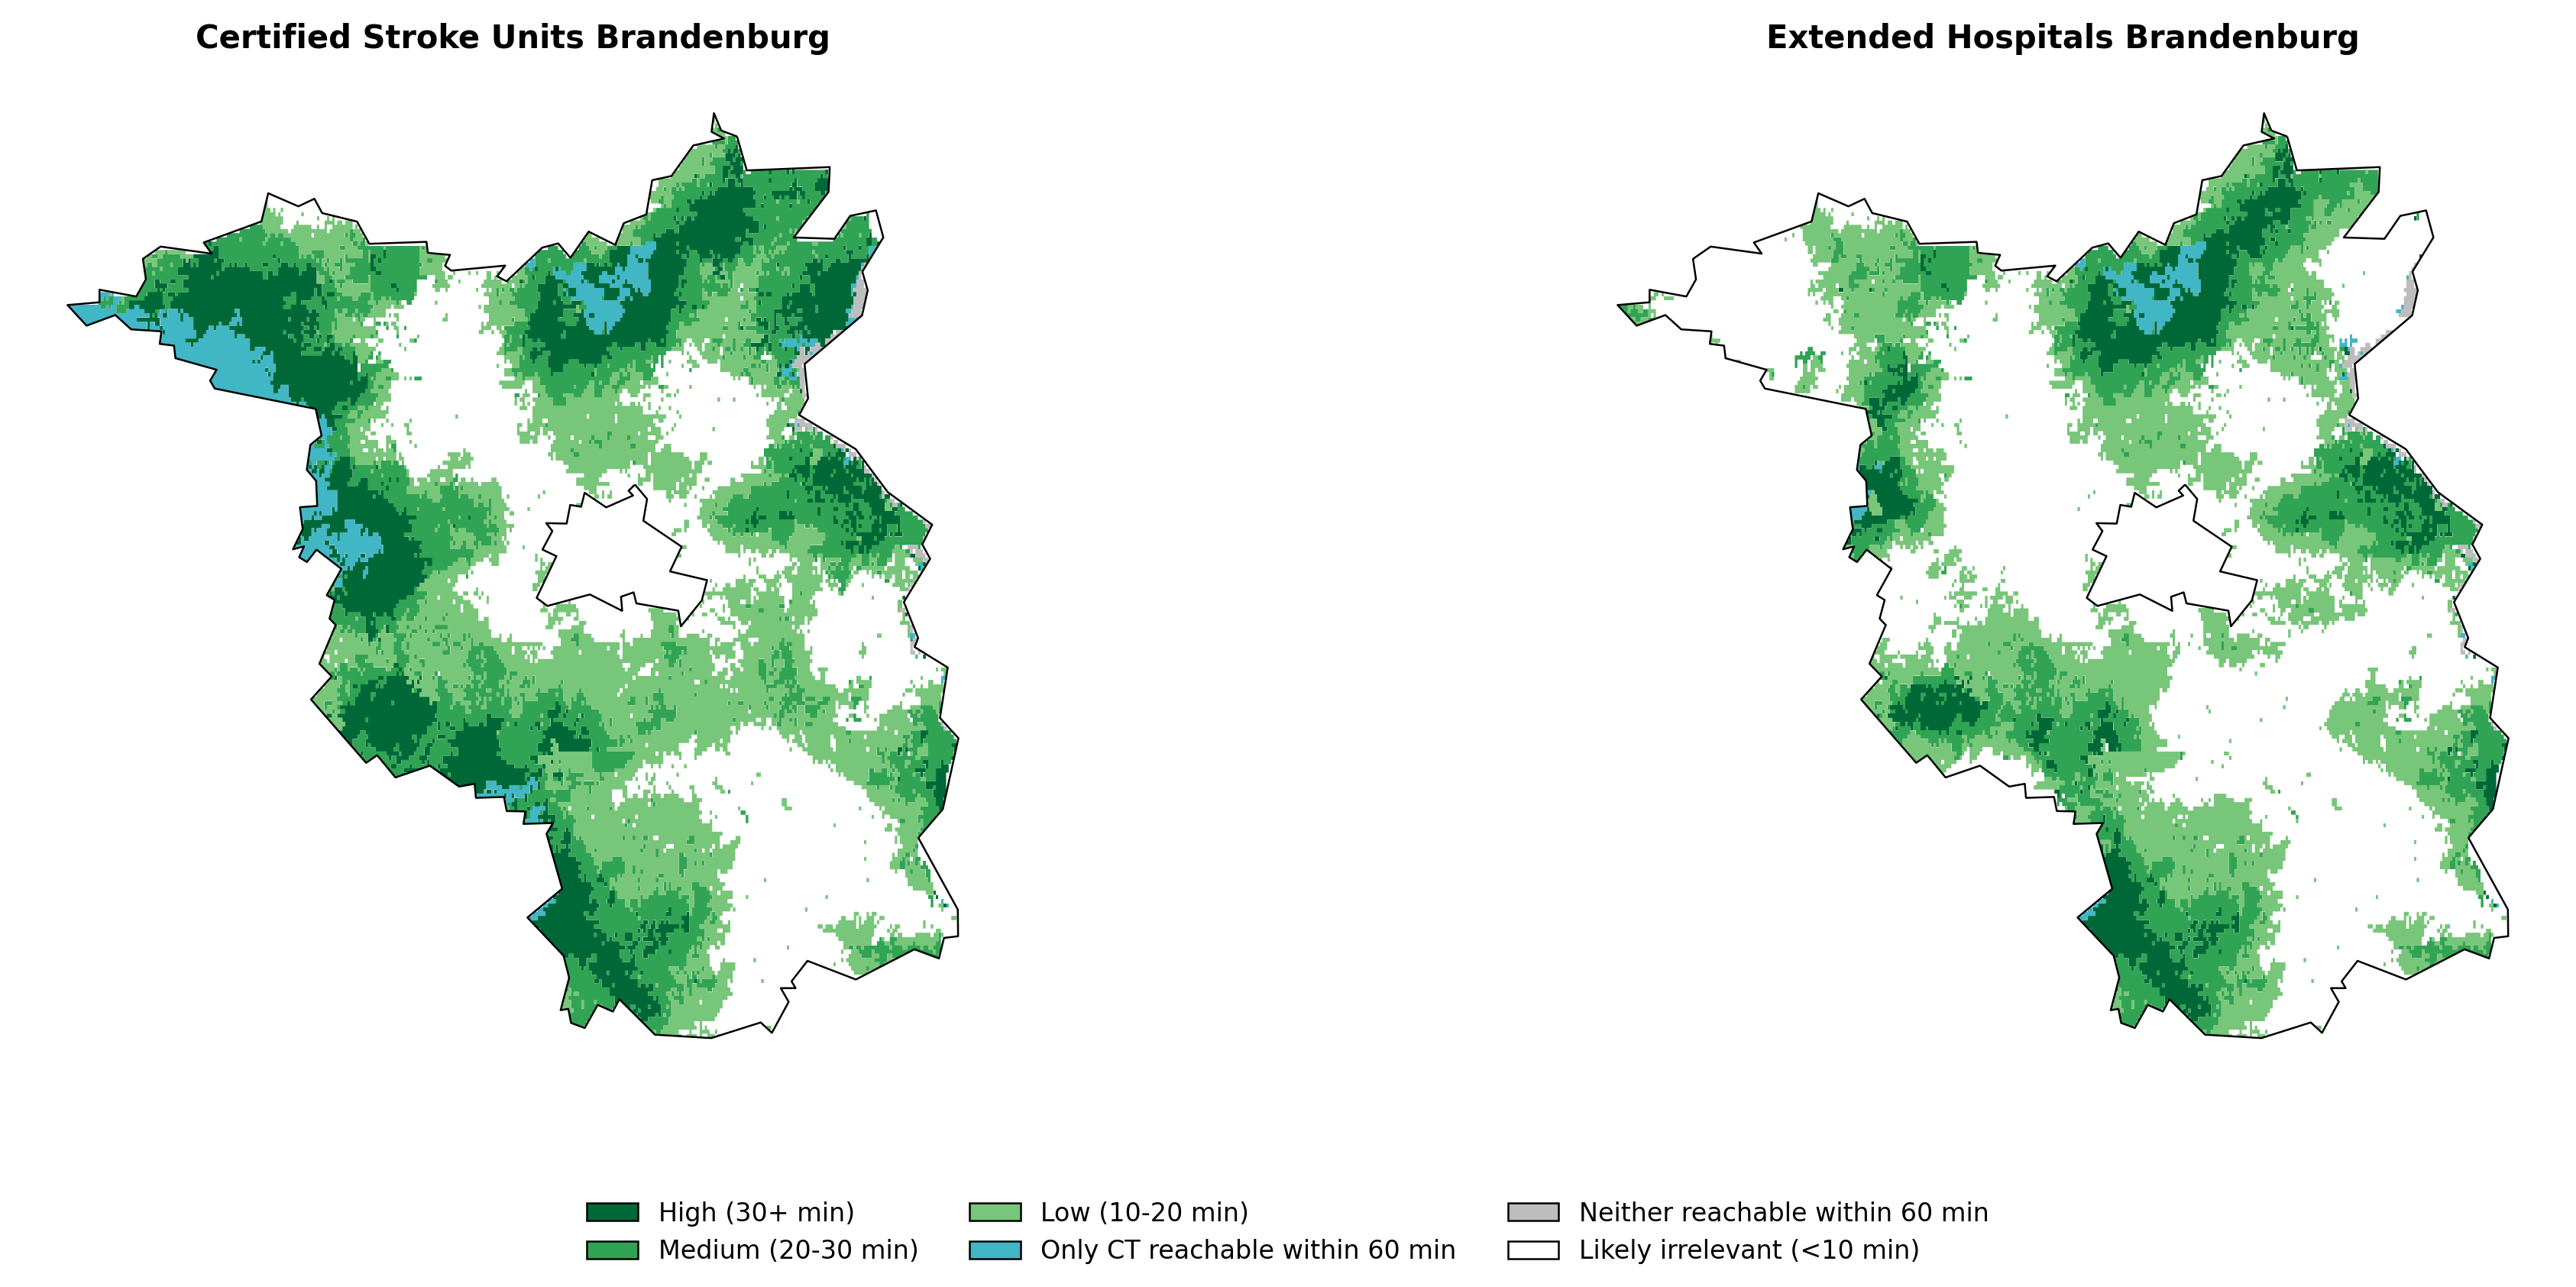 Certified Stroke Units Brandenburg
Extended Hospitals Brandenburg
High (30+ min)
Medium (20-30 min)
Low (10-20 min)
Only CT reachable within 60 min
Neither reachable within 60 min
Likely irrelevant (<10 min)